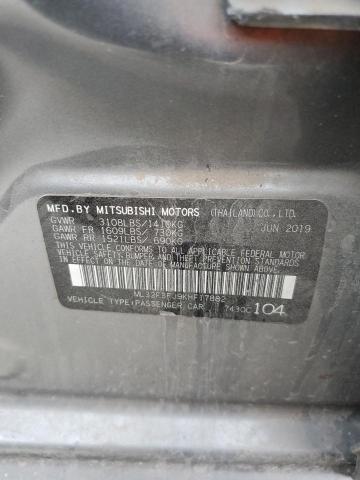 MFD.BY MITSUBISHI MOTORS (THAILAND) CO., LTD.
GVWR 3108LBS/1410KG JUN 2019
GAWR FR 1609LBS/ 730KG
GAWR RR 1521LBS/ 690KG
THIS VEHICLE CONFORMS TO ALL APPLICABLE FEDERAL MOTOR
VEHICLE SAFETY, BUMPER AND THEFT PREVENTION STANDARDS
IN EFFECT ON THE DATE OF MANUFACTURE SHOWN ABOVE.
ML32F3FJ9KHF17882
VEHICLE TYPE:PASSENGER CAR 7430C 104